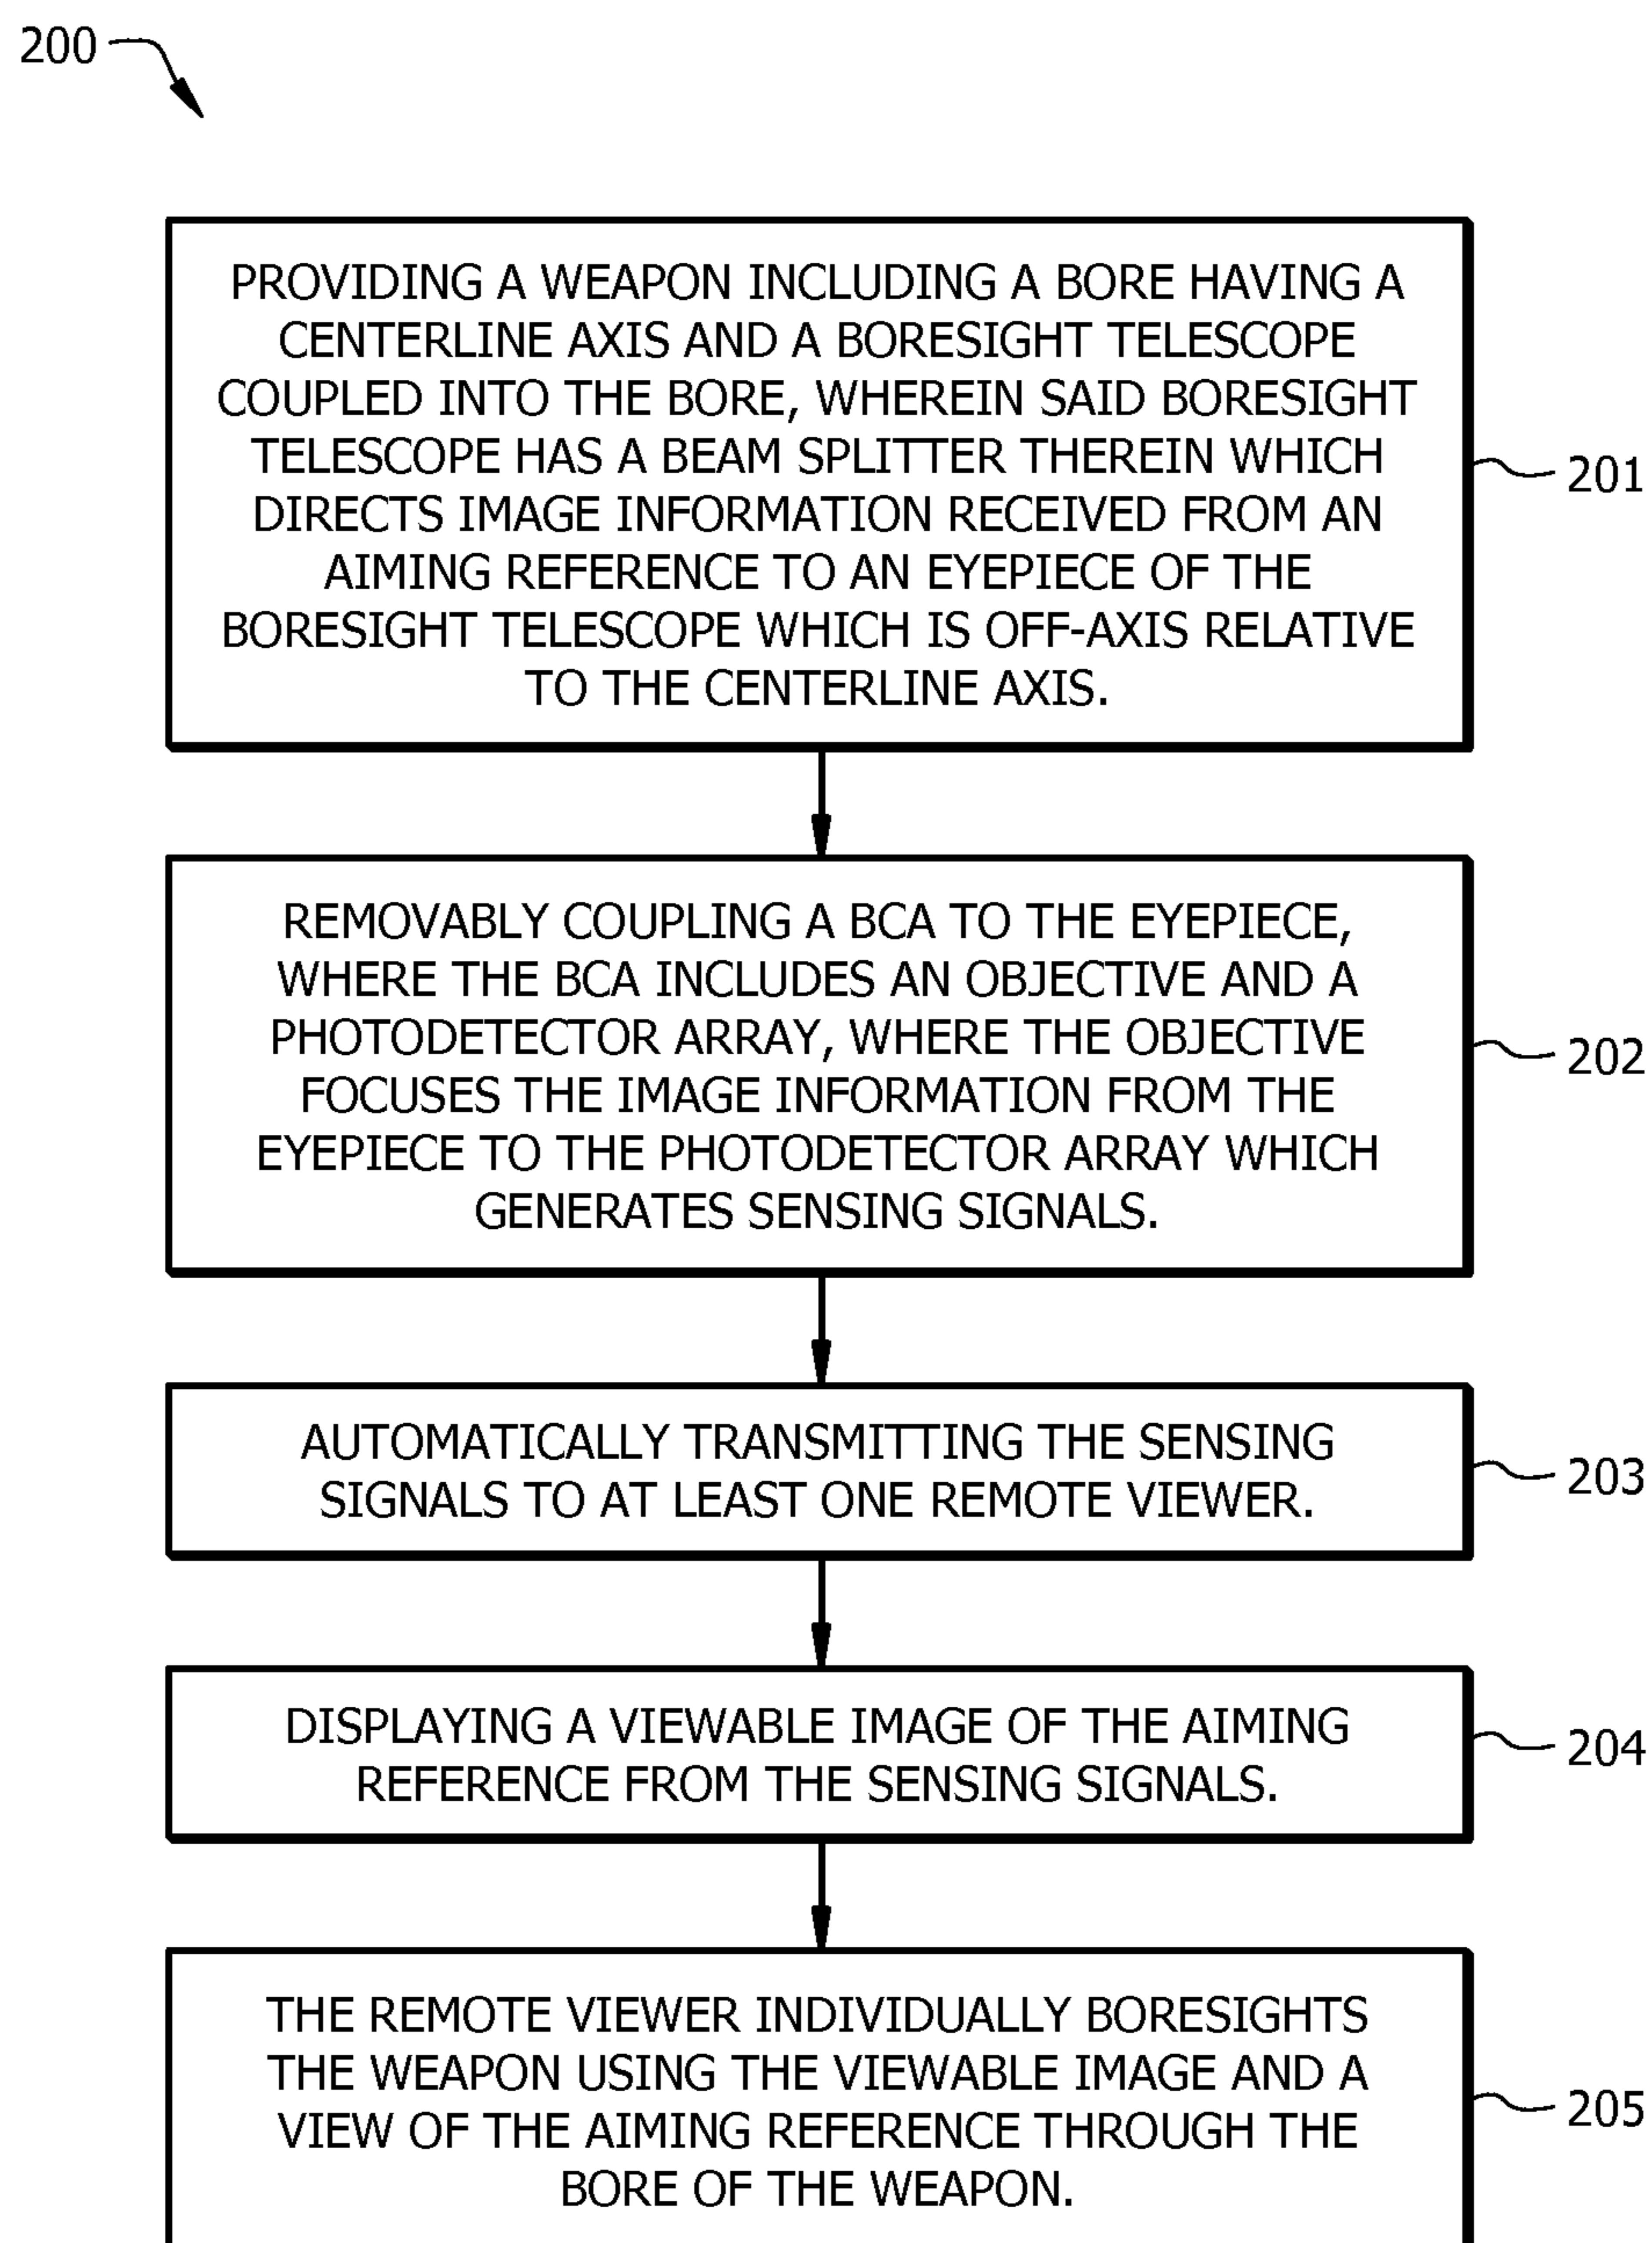 200
PROVIDING A WEAPON INCLUDING A BORE HAVING A
CENTERLINE AXIS AND A BORESIGHT TELESCOPE
COUPLED INTO THE BORE, WHEREIN SAID BORESIGHT
TELESCOPE HAS A BEAM SPLITTER THEREIN WHICH
DIRECTS IMAGE INFORMATION RECEIVED FROM AN
AIMING REFERENCE TO AN EYEPIECE OF THE
BORESIGHT TELESCOPE WHICH IS OFF-AXIS RELATIVE
TO THE CENTERLINE AXIS.
201
REMOVABLY COUPLING A BCA TO THE EYEPIECE,
WHERE THE BCA INCLUDES AN OBJECTIVE AND A
PHOTODETECTOR ARRAY, WHERE THE OBJECTIVE
FOCUSES THE IMAGE INFORMATION FROM THE
EYEPIECE TO THE PHOTODETECTOR ARRAY WHICH
GENERATES SENSING SIGNALS.
202
AUTOMATICALLY TRANSMITTING THE SENSING
SIGNALS TO AT LEAST ONE REMOTE VIEWER.
203
DISPLAYING A VIEWABLE IMAGE OF THE AIMING
REFERENCE FROM THE SENSING SIGNALS.
204
THE REMOTE VIEWER INDIVIDUALLY BORESIGHTS
THE WEAPON USING THE VIEWABLE IMAGE AND A
VIEW OF THE AIMING REFERENCE THROUGH THE
BORE OF THE WEAPON.
205